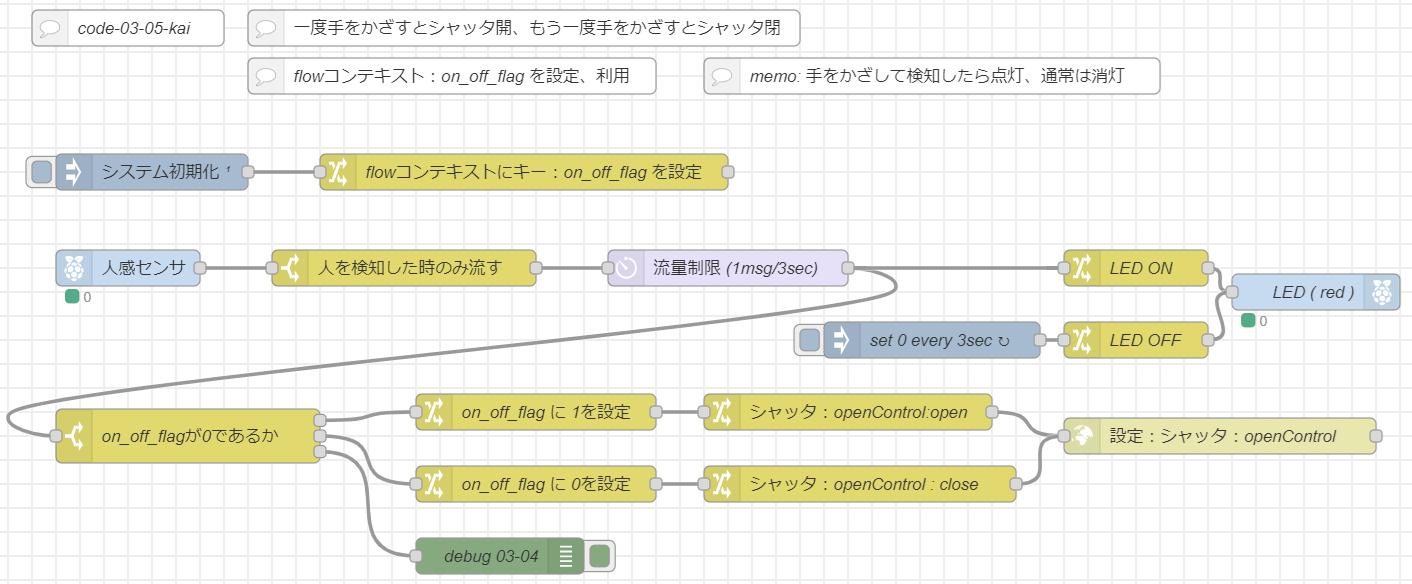 code-03-05-kai
一度手をかざすとシャッタ開、もう一度手をかざすとシャッタ閉
flowコンテキスト：on_off_flag を設定、利用
memo: 手をかざして検知したら点灯、通常は消灯
システム初期化 ¹
flowコンテキストにキー：on_off_flag を設定
人感センサ
0
人を検知した時のみ流す
流量制限 (1msg/3sec)
LED ON
LED ( red )
0
set 0 every 3sec ↻
LED OFF
on_off_flagが0であるか
on_off_flag に 1を設定
シャッタ：openControl:open
設定：シャッタ：openControl
on_off_flag に 0を設定
シャッタ：openControl : close
debug 03-04